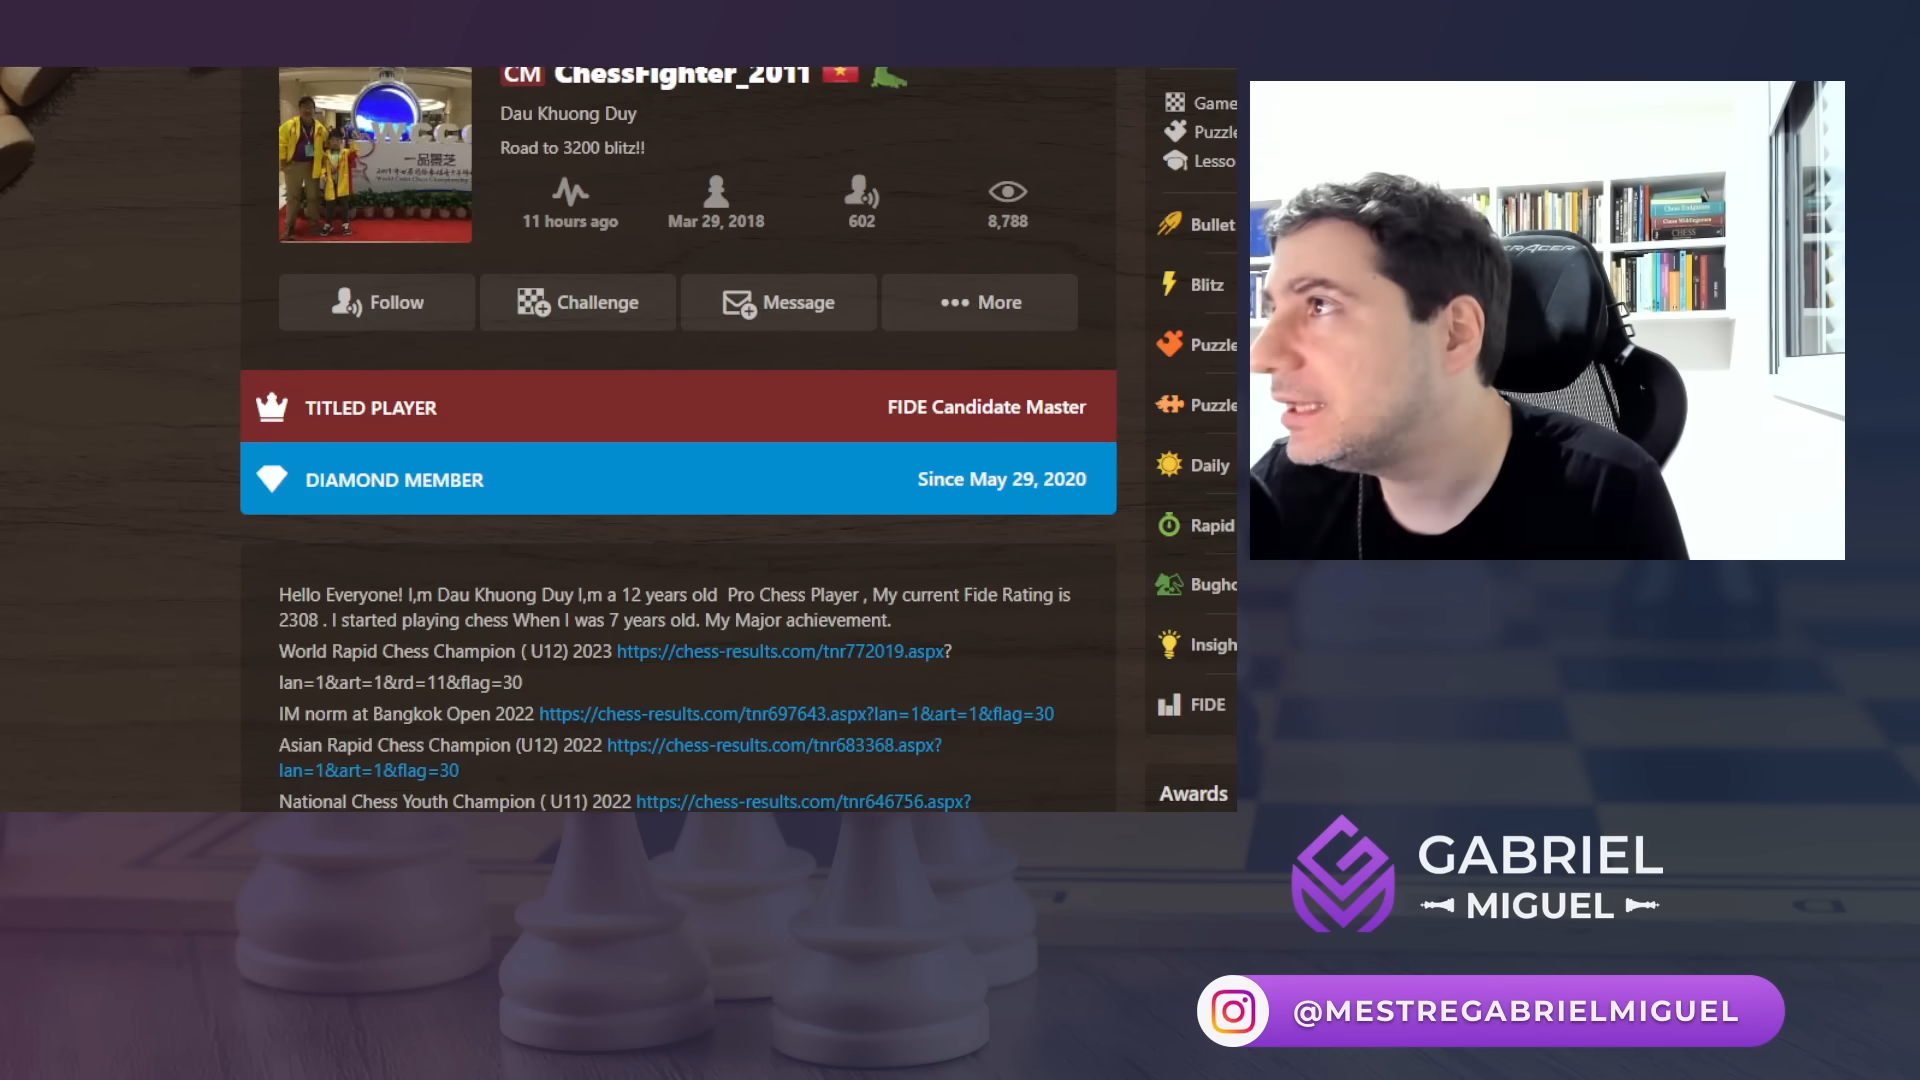 CM ChessFighter_2011
Dau Khuong Duy
Road to 3200 blitz!!
11 hours ago
Mar 29, 2018
602
8,788
Follow
Challenge
Message
More
TITLED PLAYER
FIDE Candidate Master
DIAMOND MEMBER
Since May 29, 2020
Hello Everyone! I,m Dau Khuong Duy I,m a 12 years old Pro Chess Player , My current Fide Rating is
2308 . I started playing chess When I was 7 years old. My Major achievement.
World Rapid Chess Champion ( U12) 2023 https://chess-results.com/tnr772019.aspx?
lan=1&art=1&rd=11&flag=30
IM norm at Bangkok Open 2022 https://chess-results.com/tnr697643.aspx?lan=1&art=1&flag=30
Asian Rapid Chess Champion (U12) 2022 https://chess-results.com/tnr683368.aspx?
lan=1&art=1&flag=30
National Chess Youth Champion ( U11) 2022 https://chess-results.com/tnr646756.aspx?
Game
Puzzle
Lesso
Bullet
Blitz
Puzzle
Puzzle
Daily
Rapid
Bugho
Insigh
FIDE
Awards
一品景芝
CHESS
GABRIEL
MIGUEL
@MESTREGABRIELMIGUEL